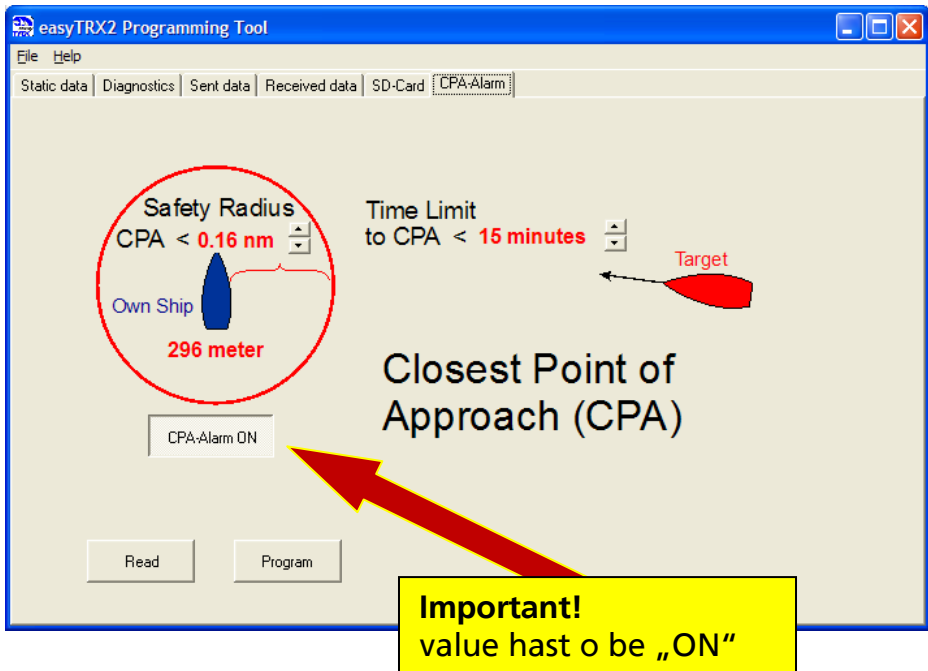 easyTRX2 Programming Tool
File Help
Static data Diagnostics Sent data Received data SD-Card CPA-Alarm
Safety Radius
CPA < 0.16 nm
Time Limit
to CPA < 15 minutes
Target
Own Ship
296 meter
Closest Point of
Approach (CPA)
CPA-Alarm ON
Read Program
Important!
value hast o be „ON“